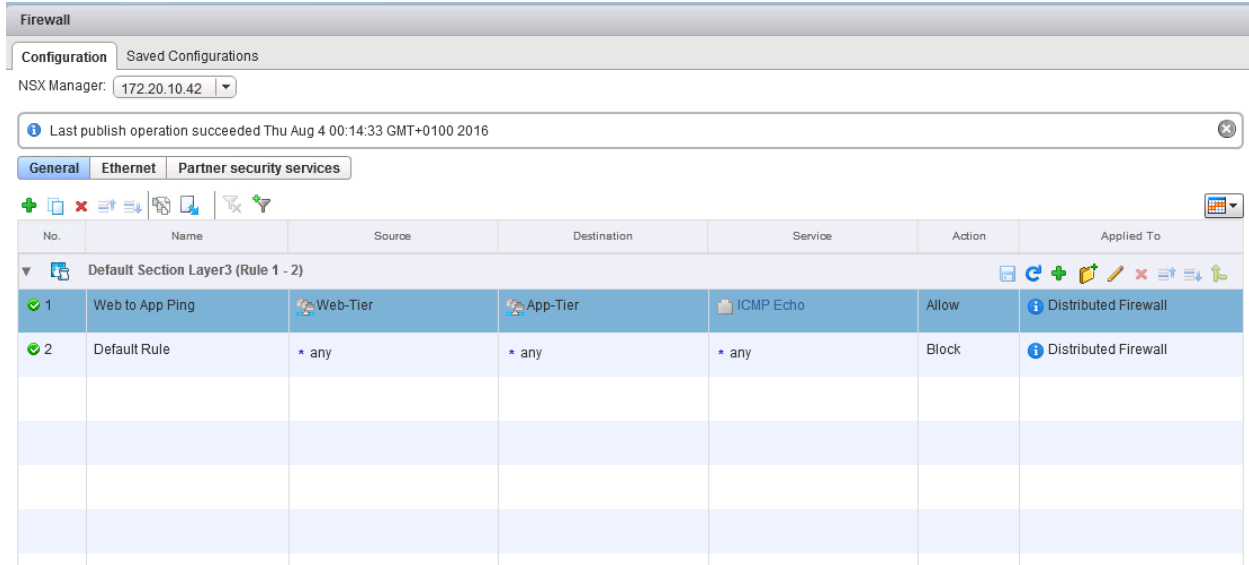 Firewall
Configuration Saved Configurations
NSX Manager: 172.20.10.42
Last publish operation succeeded Thu Aug 4 00:14:33 GMT+0100 2016
General Ethernet Partner security services
No. Name Source Destination Service Action Applied To
Default Section Layer3 (Rule 1 - 2)
1 Web to App Ping Web-Tier App-Tier ICMP Echo Allow Distributed Firewall
2 Default Rule * any * any * any Block Distributed Firewall